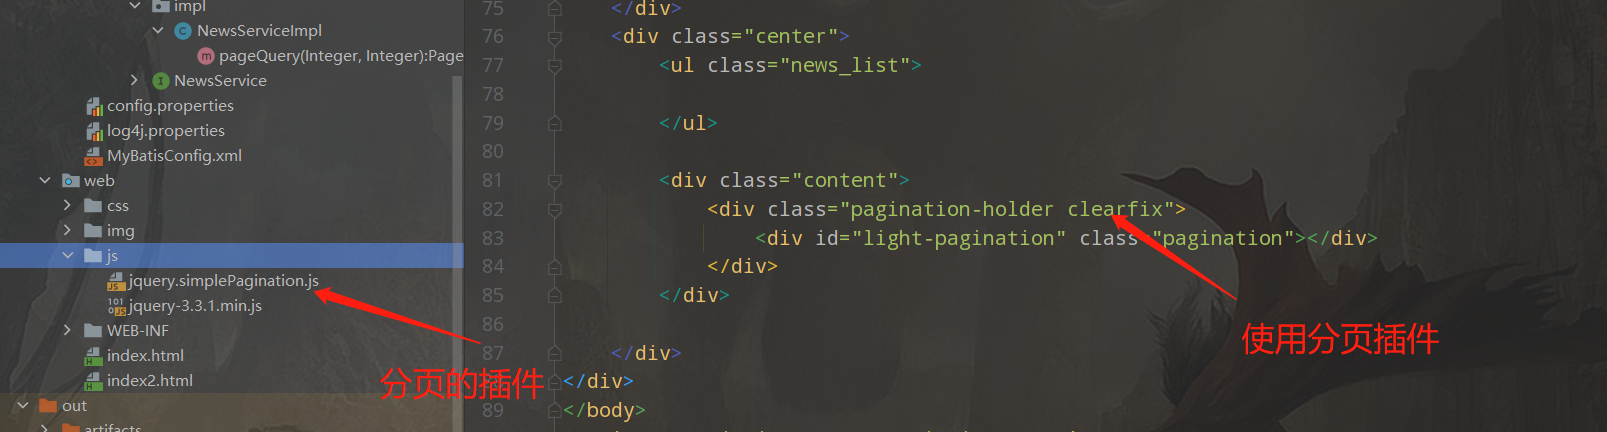 impl
NewsServiceImpl
pageQuery(Integer, Integer):Page
NewsService
config.properties
log4j.properties
MyBatisConfig.xml
web
css
img
js
jquery.simplePagination.js
jquery-3.3.1.min.js
WEB-INF
index.html
index2.html
out
artifacts
分页的插件
75 </div>
76 <div class="center">
77 <ul class="news_list">
78
79 </ul>
80
81 <div class="content">
82 <div class="pagination-holder clearfix">
83 <div id="light-pagination" class="pagination"></div>
84 </div>
85 </div>
86
87 </div>
</div>
89 </body>
使用分页插件